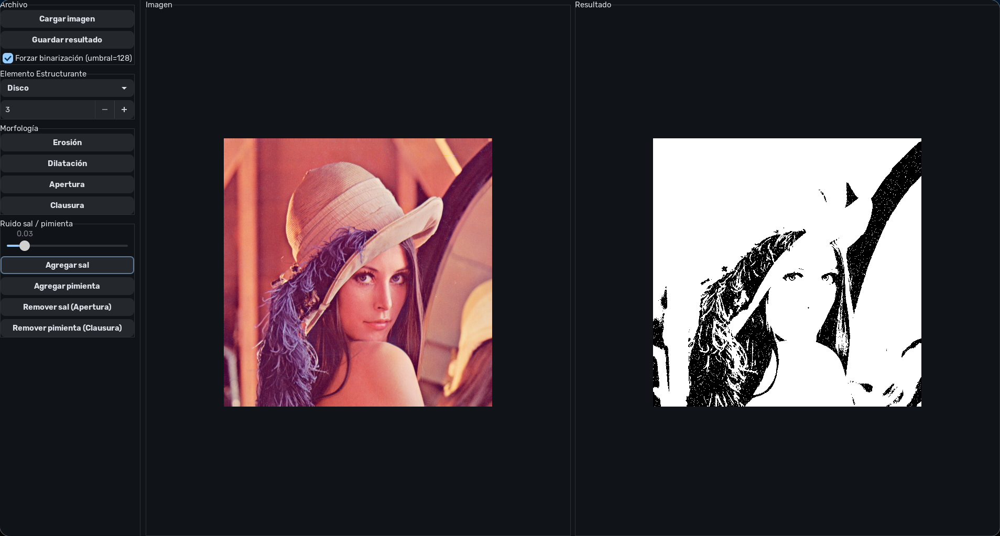 Archivo
Cargar imagen
Guardar resultado
Forzar binarización (umbral=128)
Elemento Estructurante
Disco
3
Morfología
Erosión
Dilatación
Apertura
Clausura
Ruido sal / pimienta
0.03
Agregar sal
Agregar pimienta
Remover sal (Apertura)
Remover pimienta (Clausura)
Imagen
Resultado